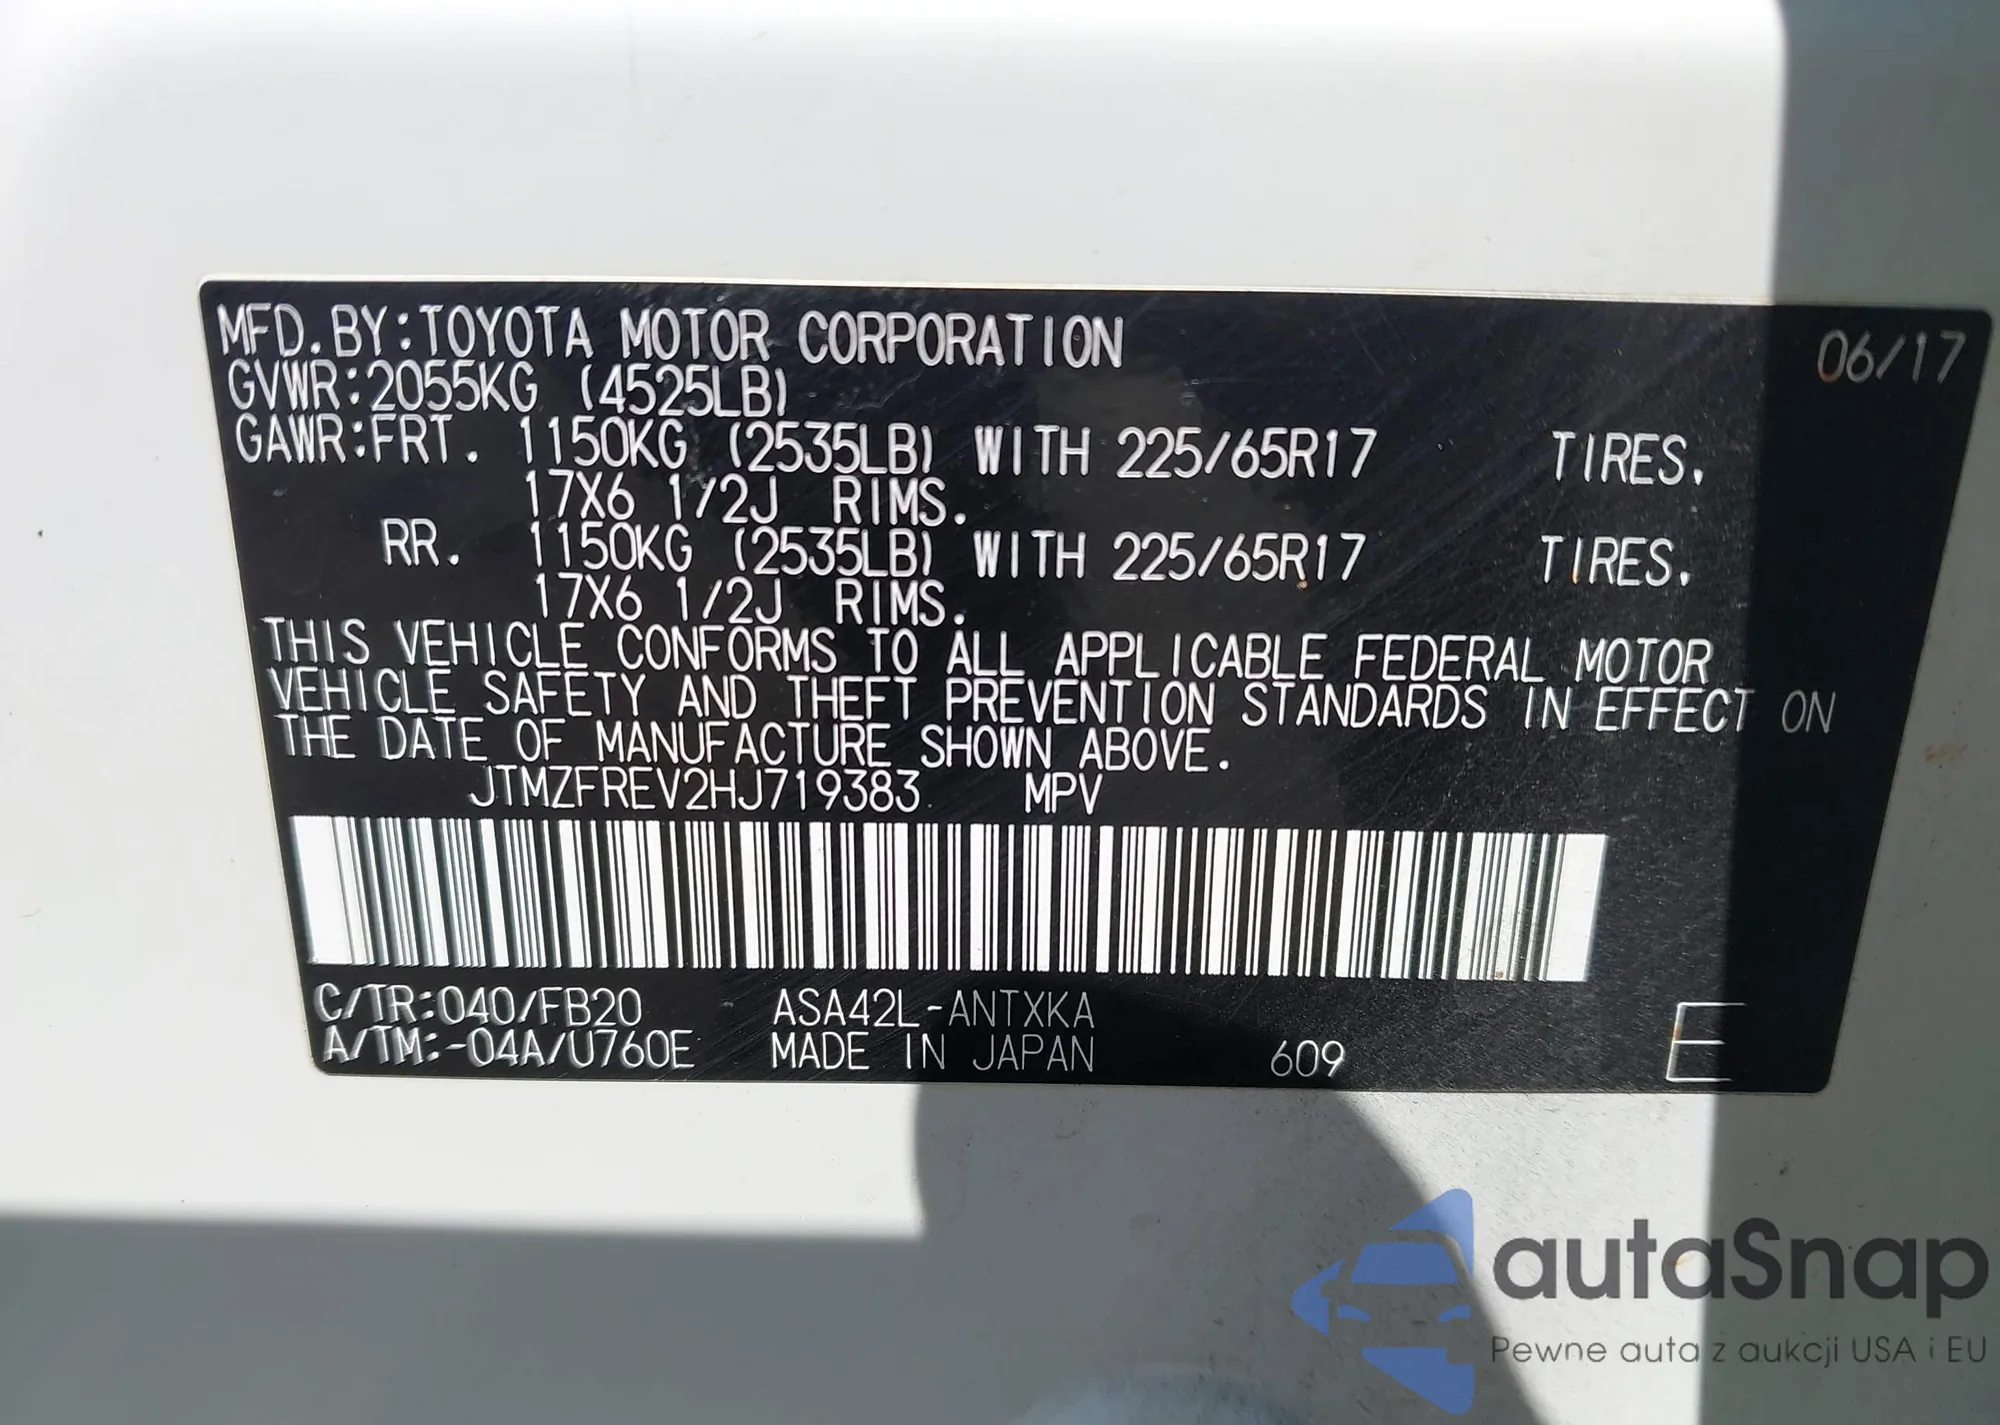 MFD. BY:TOYOTA MOTOR CORPORATION 06/17
GVWR:2055KG (4525LB)
GAWR:FRT. 1150KG (2535LB) WITH 225/65R17 TIRES.
17X6 1/2J RIMS.
RR. 1150KG (2535LB) WITH 225/65R17 TIRES.
17X6 1/2J RIMS.
THIS VEHICLE CONFORMS TO ALL APPLICABLE FEDERAL MOTOR
VEHICLE SAFETY AND THEFT PREVENTION STANDARDS IN EFFECT ON
THE DATE OF MANUFACTURE SHOWN ABOVE.
JTMZFREV2HJ719383 MPV
C/TR:040/FB20 ASA42L-ANTXKA
A/TM:-04A/U760E MADE IN JAPAN 609 E
autaSnap
Pewne auta z aukcji USA i EU